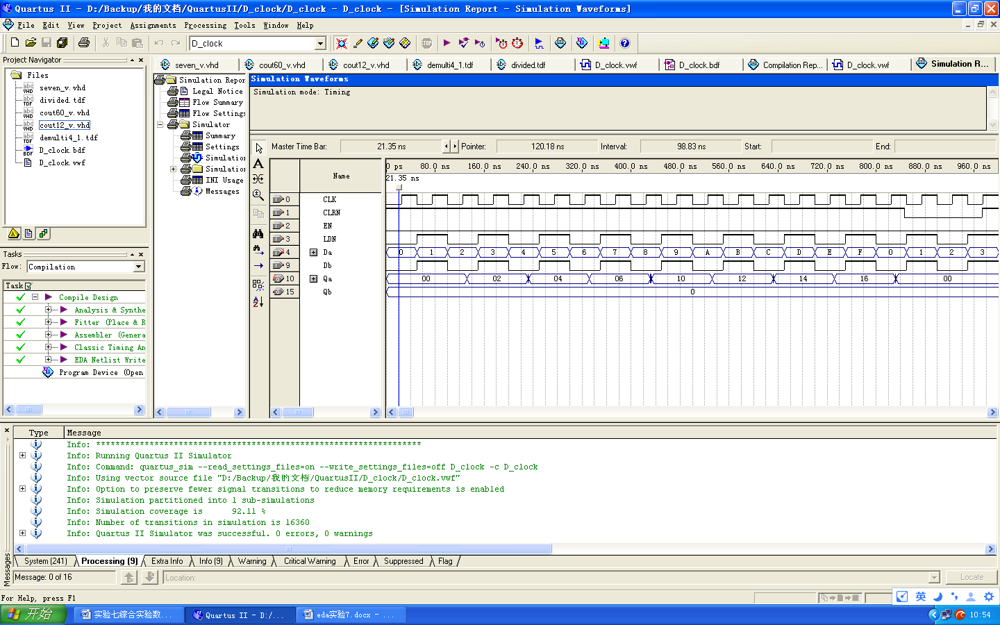 Quartus II - D:/Backup/我的文档/QuartusII/D_clock/D_clock - D_clock - [Simulation Report - Simulation Waveforms]
File Edit View Project Assignments Processing Tools Window Help
D_clock
STOP
Project Navigator
Files
seven_v.vhd
divided.tdf
cout60_v.vhd
cout12_v.vhd
demulti4_1.tdf
D_clock.bdf
D_clock.vwf
Tasks
Flow: Compilation
Task
Compile Design
Analysis & Synthe
Fitter (Place & R
Assembler (Genera
Classic Timing An
EDA Netlist Write
Program Device (Open
seven_v.vhd cout60_v.vhd cout12_v.vhd demulti4_1.tdf divided.tdf D_clock.vwf D_clock.bdf Compilation Rep... D_clock.vwf Simulation R...
Simulation Repor
Legal Notice
Flow Summary
Flow Settings
Simulator
Summary
Settings
Simulation
Simulation
INI Usage
Messages
Simulation Waveforms
Simulation mode: Timing
Master Time Bar: 21.35 ns Pointer: 120.18 ns Interval: 98.83 ns Start: End:
Name
0 ps 80.0 ns 160.0 ns 240.0 ns 320.0 ns 400.0 ns 480.0 ns 560.0 ns 640.0 ns 720.0 ns 800.0 ns 880.0 ns 960.0 ns
21.35 ns
0 CLK
1 CLRN
2 EN
3 LDN
4 Da 0 1 2 3 4 5 6 7 8 9 A B C D E F 0 1 2 3
9 Db
10 Qa 00 02 04 06 10 12 14 16 00
15 Qb 0
Type Message
Info: *******************************************************************
Info: Running Quartus II Simulator
Info: Command: quartus_sim --read_settings_files=on --write_settings_files=off D_clock -c D_clock
Info: Using vector source file "D:/Backup/我的文档/QuartusII/D_clock/D_clock.vwf"
Info: Option to preserve fewer signal transitions to reduce memory requirements is enabled
Info: Simulation partitioned into 1 sub-simulations
Info: Simulation coverage is 92.11 %
Info: Number of transitions in simulation is 16360
Info: Quartus II Simulator was successful. 0 errors, 0 warnings
System (241) Processing (9) Extra Info Info (9) Warning Critical Warning Error Suppressed Flag
Messages
Message: 0 of 16 Location: Locate
For Help, press F1
英
开始 实验七综合实验数... Quartus II - D:/... eda实验7.docx - ... 10:54